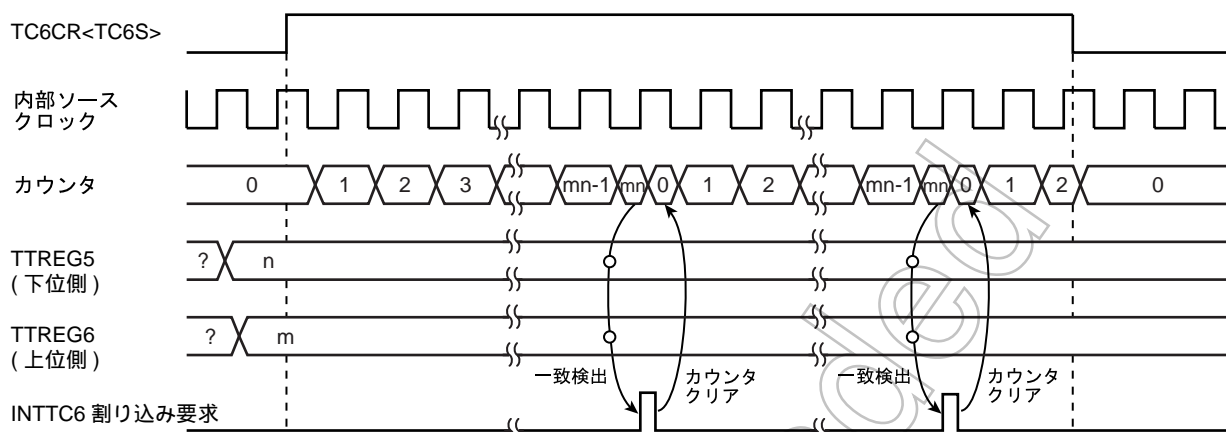 TC6CR<TC6S>
内部ソース
クロック
カウンタ
0 1 2 3 mn-1 mn 0 1 2 mn-1 mn 0 1 2 0
TTREG5
(下位側)
? n
TTREG6
(上位側)
? m
一致検出 カウンタ
クリア
一致検出 カウンタ
クリア
INTTC6 割り込み要求